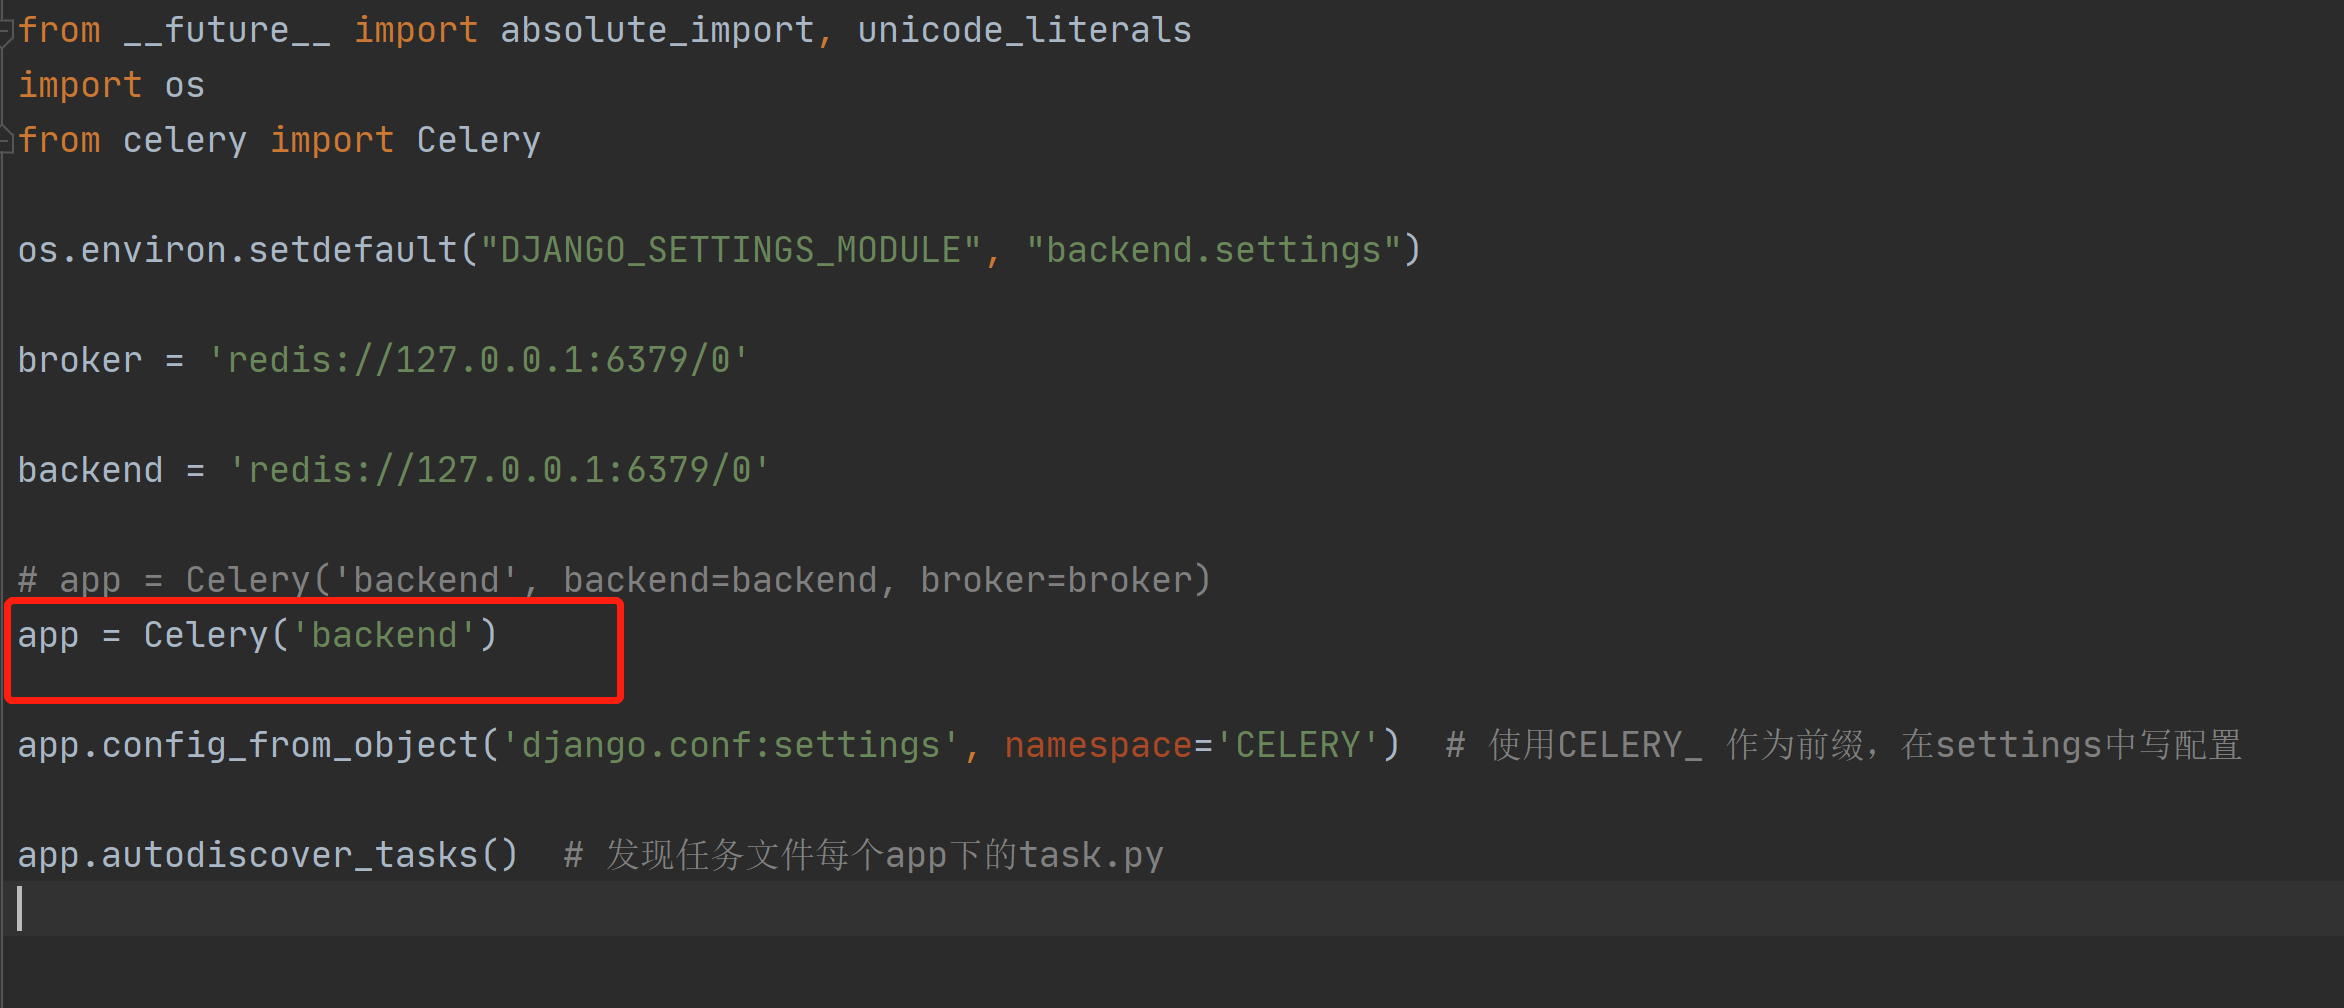 from __future__ import absolute_import, unicode_literals
import os
from celery import Celery
os.environ.setdefault("DJANGO_SETTINGS_MODULE", "backend.settings")
broker = 'redis://127.0.0.1:6379/0'
backend = 'redis://127.0.0.1:6379/0'
# app = Celery('backend', backend=backend, broker=broker)
app = Celery('backend')
app.config_from_object('django.conf:settings', namespace='CELERY')  # 使用CELERY_ 作为前缀，在settings中写配置
app.autodiscover_tasks()  # 发现任务文件每个app下的task.py